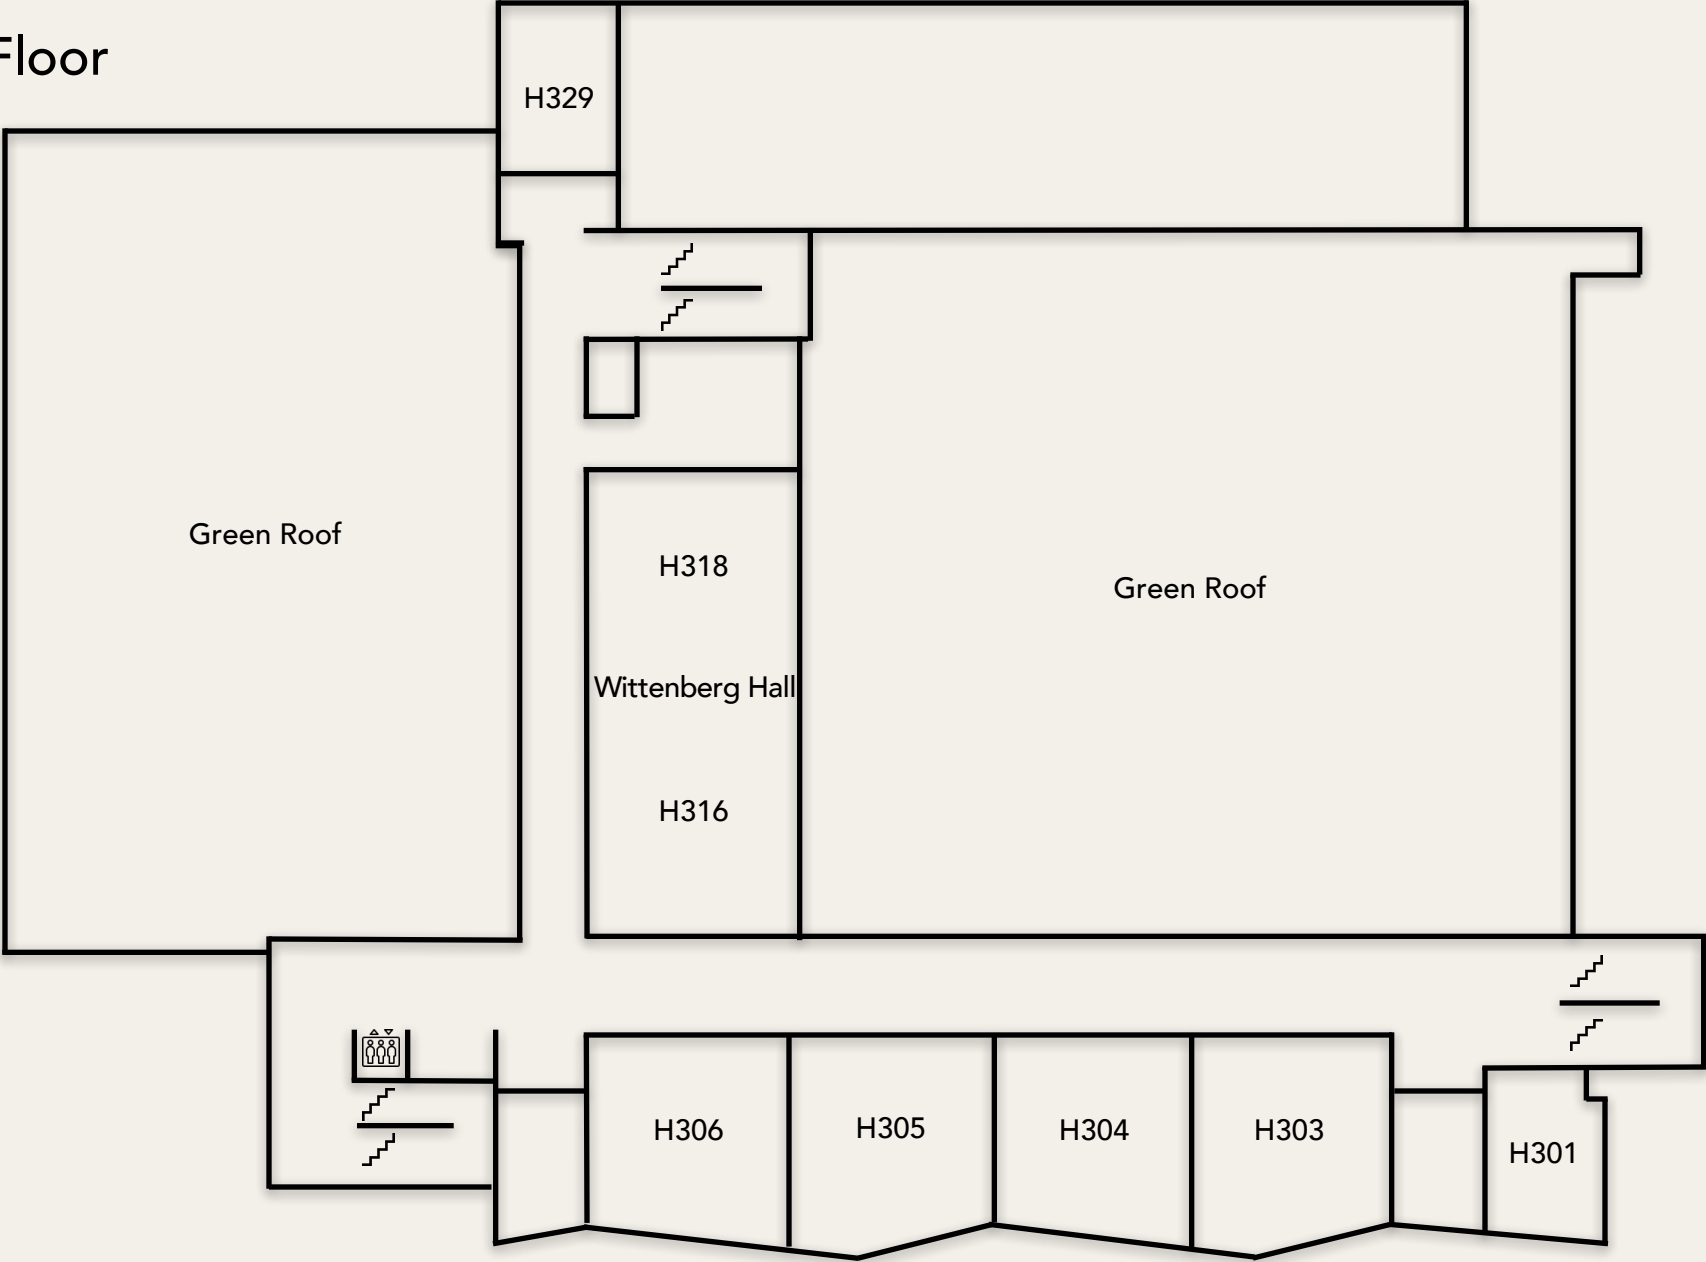 Floor
H329
Green Roof
H318
Green Roof
Wittenberg Hall
H316
H306
H305
H304
H303
H301